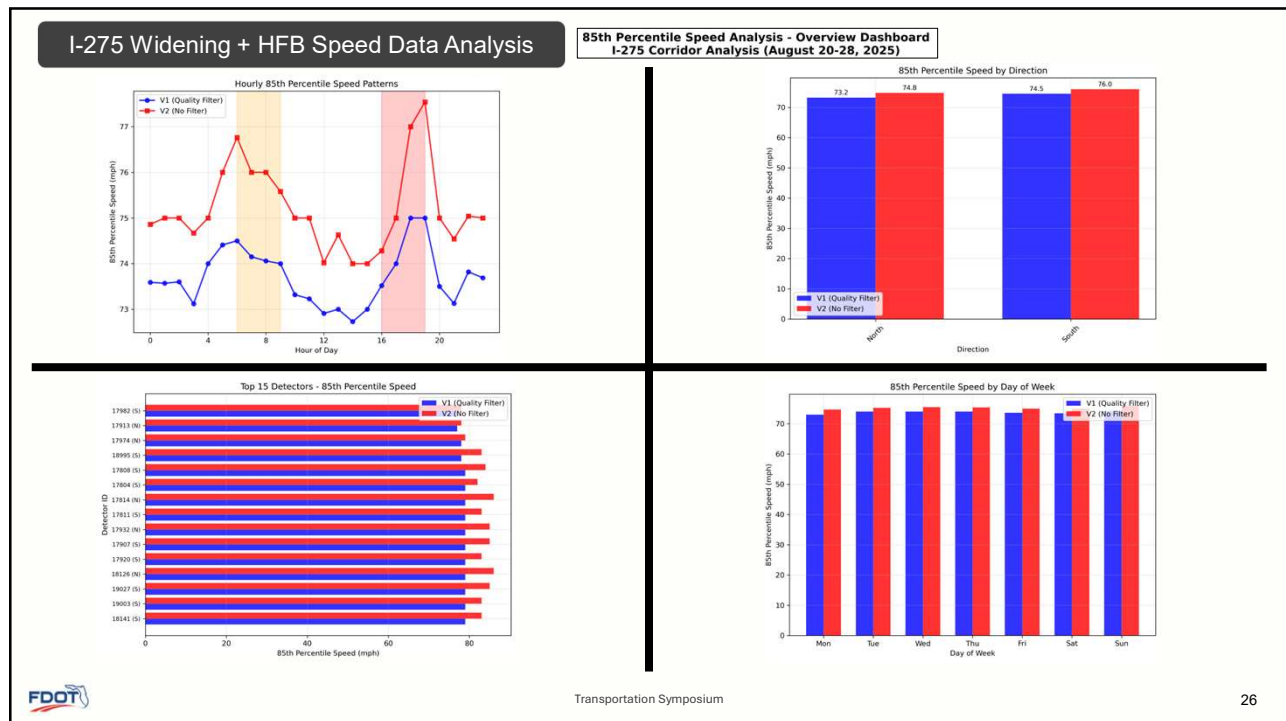 I-275 Widening + HFB Speed Data Analysis
85th Percentile Speed Analysis - Overview Dashboard
I-275 Corridor Analysis (August 20-28, 2025)
Hourly 85th Percentile Speed Patterns
V1 (Quality Filter)
V2 (No Filter)
85th Percentile Speed (mph)
77
76
75
74
73
0
4
8
12
16
20
Hour of Day
85th Percentile Speed by Direction
73.2
74.8
74.5
76.0
85th Percentile Speed (mph)
70
60
50
40
30
20
10
0
V1 (Quality Filter)
V2 (No Filter)
North
South
Direction
Top 15 Detectors - 85th Percentile Speed
V1 (Quality Filter)
V2 (No Filter)
Detector ID
17982 (S)
17913 (N)
17974 (N)
18995 (S)
17808 (S)
17804 (S)
17814 (N)
17811 (S)
17932 (N)
17907 (S)
17920 (S)
18126 (N)
19027 (S)
19003 (S)
18141 (S)
0
20
40
60
80
85th Percentile Speed (mph)
85th Percentile Speed by Day of Week
V1 (Quality Filter)
V2 (No Filter)
85th Percentile Speed (mph)
70
60
50
40
30
20
10
0
Mon
Tue
Wed
Thu
Fri
Sat
Sun
Day of Week
FDOT
Transportation Symposium
26